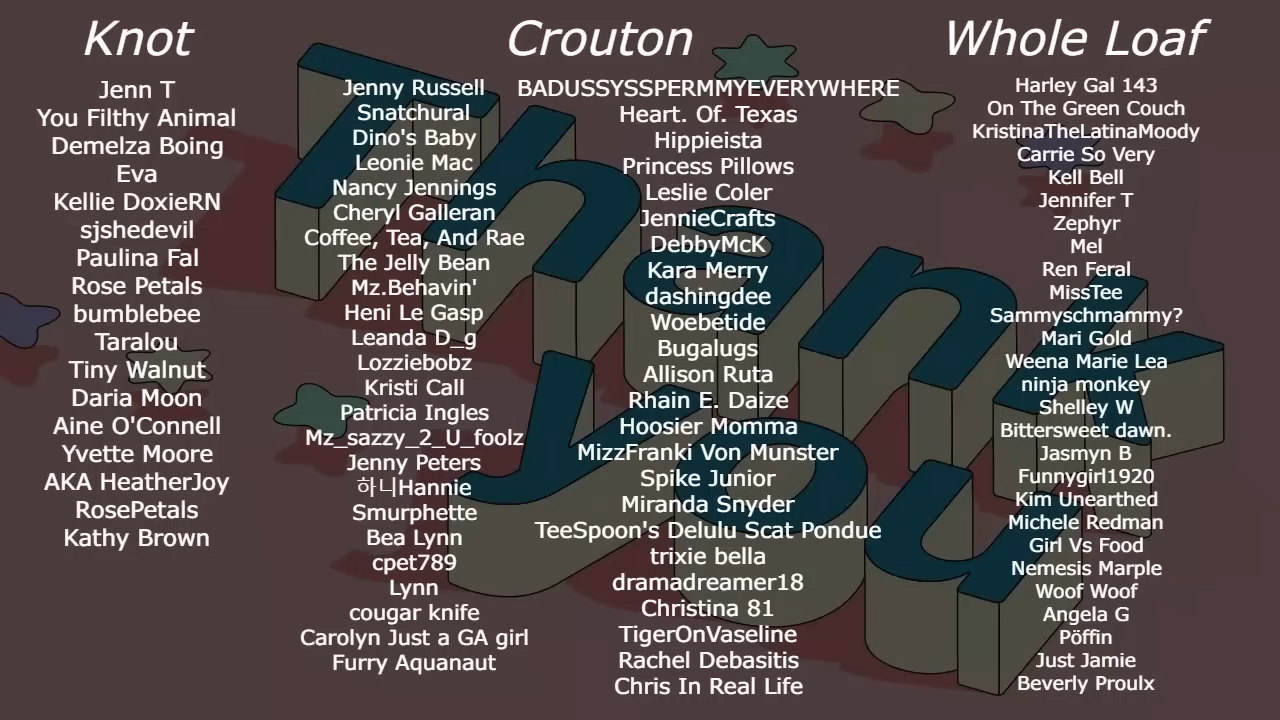 Knot
Jenn T
You Filthy Animal
Demelza Boing
Eva
Kellie DoxieRN
sjshedevil
Paulina Fal
Rose Petals
bumblebee
Taralou
Tiny Walnut
Daria Moon
Aine O'Connell
Yvette Moore
AKA HeatherJoy
RosePetals
Kathy Brown
Crouton
Jenny Russell
Snatchural
Dino's Baby
Leonie Mac
Nancy Jennings
Cheryl Galleran
Coffee, Tea, And Rae
The Jelly Bean
Mz.Behavin'
Heni Le Gasp
Leanda D_g
Lozziebobz
Kristi Call
Patricia Ingles
Mz_sazzy_2_U_foolz
Jenny Peters
하니Hannie
Smurphette
Bea Lynn
cpet789
Lynn
cougar knife
Carolyn Just a GA girl
Furry Aquanaut
BADUSSYSSPERMMYEVERYWHERE
Heart. Of. Texas
Hippieista
Princess Pillows
Leslie Coler
JennieCrafts
DebbyMcK
Kara Merry
dashingdee
Woebetide
Bugalugs
Allison Ruta
Rhain E. Daize
Hoosier Momma
MizzFranki Von Munster
Spike Junior
Miranda Snyder
TeeSpoon's Delulu Scat Pondue
trixie bella
dramadreamer18
Christina 81
TigerOnVaseline
Rachel Debasitis
Chris In Real Life
Whole Loaf
Harley Gal 143
On The Green Couch
KristinaTheLatinaMoody
Carrie So Very
Kell Bell
Jennifer T
Zephyr
Mel
Ren Feral
MissTee
Sammyschmammy?
Mari Gold
Weena Marie Lea
ninja monkey
Shelley W
Bittersweet dawn.
Jasmyn B
Funnygirl1920
Kim Unearthed
Michele Redman
Girl Vs Food
Nemesis Marple
Woof Woof
Angela G
Pöffin
Just Jamie
Beverly Proulx
Thank
you